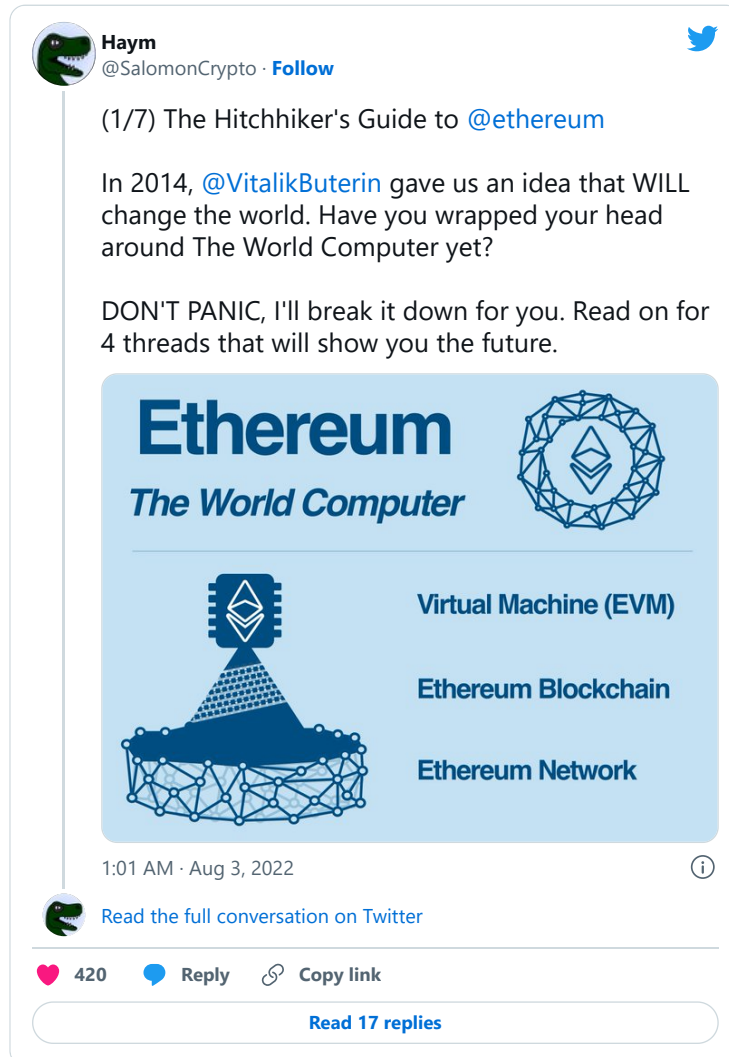 Haym
@SalomonCrypto · Follow
(1/7) The Hitchhiker's Guide to @ethereum
In 2014, @VitalikButerin gave us an idea that WILL
change the world. Have you wrapped your head
around The World Computer yet?
DON'T PANIC, I'll break it down for you. Read on for
4 threads that will show you the future.
Ethereum
The World Computer
Virtual Machine (EVM)
Ethereum Blockchain
Ethereum Network
1:01 AM · Aug 3, 2022
Read the full conversation on Twitter
420 Reply Copy link
Read 17 replies